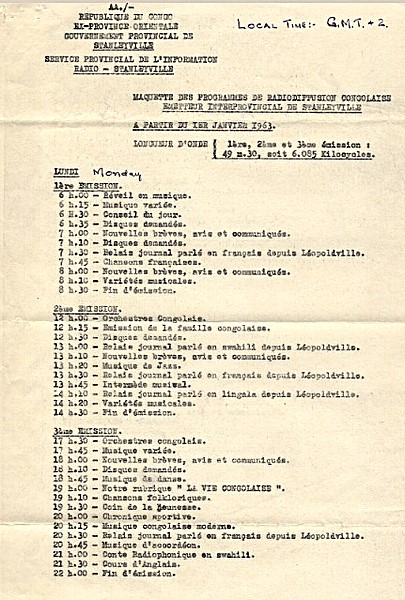 AA./-
RÉPUBLIQUE DU CONGO
EX-PROVINCE ORIENTALE
GOUVERNEMENT PROVINCIAL DE
STANLEYVILLE
LOCAL TIME:- G.M.T + 2.
SERVICE PROVINCIAL DE L'INFORMATION
RADIO - STANLEYVILLE
MAQUETTE DES PROGRAMMES DE RADIODIFFUSION CONGOLAISE
EMETTEUR INTERPROVINCIAL DE STANLEYVILLE
A PARTIR DU 1ER JANVIER 1963.
LONGUEUR D'ONDE { 1ère, 2ème et 3ème émission :
49 m.30, soit 6.085 Kilocycles.
LUNDI Monday
1ère EMISSION.
6 h.00 - Réveil en musique.
6 h.15 - Musique variée.
6 H.30 - Conseil du jour.
6 h.35 - Disques demandés.
7 h.00 - Nouvelles brèves, avis et communiqués.
7 h.10 - Disques demandés.
7 h.30 - Relais journal parlé en français depuis Léopoldville.
7 h.45 - Chansons françaises.
8 h.00 - Nouvelles brèves, avis et communiqués.
8 h.10 - Variétés musicales.
8 h.30 - Fin d'émission.
2ème EMISSION.
12 h.00 - Orchestres Congolais.
12 h.15 - Emission de la famille congolaise.
12 h.30 - Disques demandés.
13 h.00 - Relais journal parlé en swahili depuis Léopoldville.
13 h.10 - Nouvelles brèves, avis et communiqués.
13 h.20 - Musique de Jazz.
13 h.30 - Relais journal parlé en français depuis Léopoldville.
13 h.45 - Intermède musical.
14 h.10 - Relais journal parlé en lingala depuis Léopoldville.
14 h.20 - Variétés musicales.
14 h.30 - Fin d'émission.
3ème EMISSION.
17 h.30 - Orchestres congolais.
17 h.45 - Musique variée.
18 h.00 - Nouvelles brèves, avis et communiqués.
18 h.10 - Disques demandés.
18 h.45 - Musique de danse.
19 h.00 - Notre rubrique " LA VIE CONGOLAISE ".
19 h.10 - Chansons folkloriques.
19 h.30 - Coin de la jeunesse.
20 h.00 - Chronique sportive.
20 h.15 - Musique congolaise moderne.
20 h.30 - Relais journal parlé en français depuis Léopoldville.
20 h.45 - Musique d'accordéon.
21 h.00 - Conte Radiophonique en swahili.
21 h.30 - Cours d'Anglais.
22 h.00 - Fin d'émission.